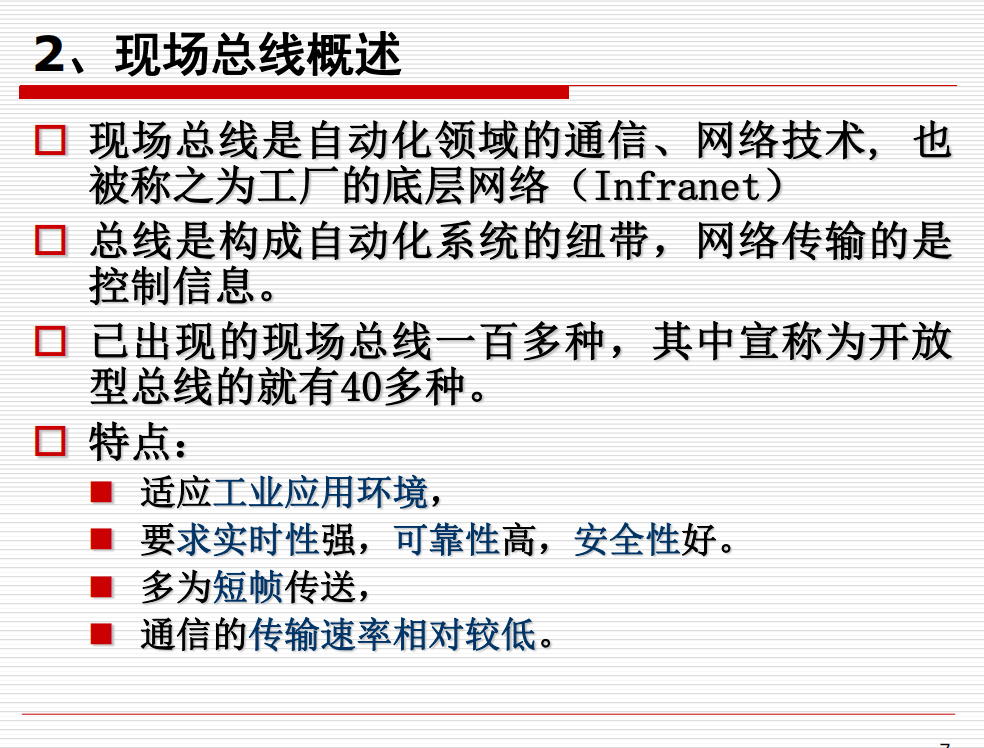 2、现场总线概述
现场总线是自动化领域的通信、网络技术, 也
被称之为工厂的底层网络（Infranet）
总线是构成自动化系统的纽带，网络传输的是
控制信息。
已出现的现场总线一百多种，其中宣称为开放
型总线的就有40多种。
特点：
适应工业应用环境，
要求实时性强，可靠性高，安全性好。
多为短帧传送，
通信的传输速率相对较低。